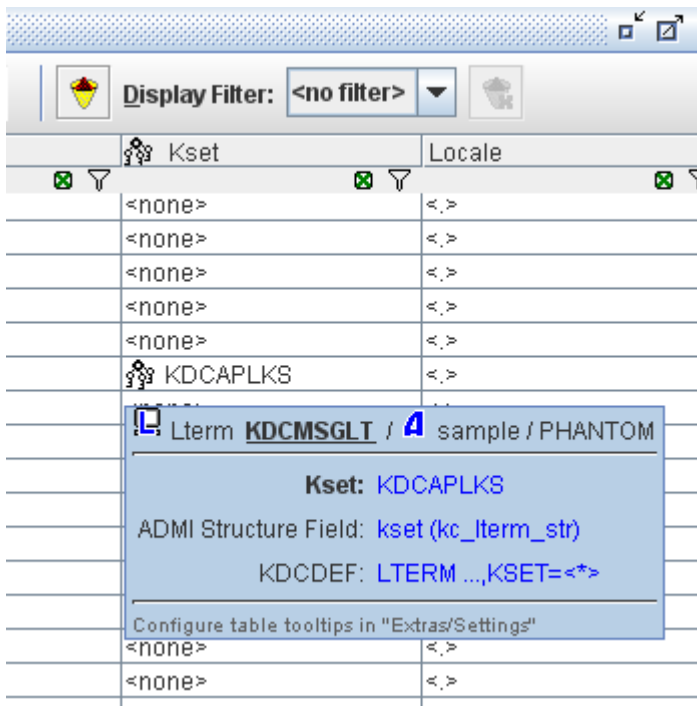 Display Filter: <no filter>
Kset Locale
<none> <.>
<none> <.>
<none> <.>
<none> <.>
<none> <.>
KDCAPLKS <.>
Lterm KDCMSGLT / sample / PHANTOM
Kset: KDCAPLKS
ADMI Structure Field: kset (kc_lterm_str)
KDCDEF: LTERM ...,KSET=<*>
Configure table tooltips in "Extras/Settings"
<none> <.>
<none> <.>